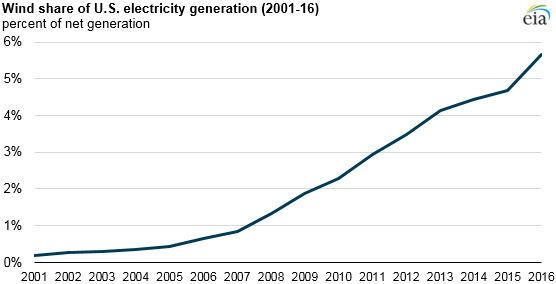 Wind share of U.S. electricity generation (2001-16)
percent of net generation
eia
6%
5%
4%
3%
2%
1%
0%
2001 2002 2003 2004 2005 2006 2007 2008 2009 2010 2011 2012 2013 2014 2015 2016